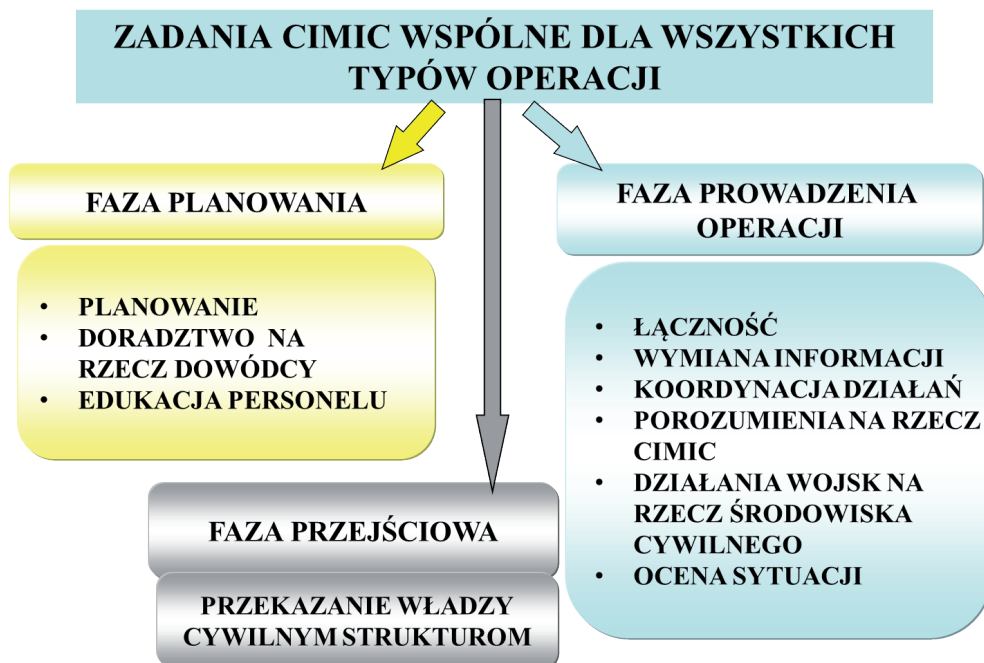 ZADANIA CIMIC WSPÓLNE DLA WSZYSTKICH
TYPÓW OPERACJI
FAZA PLANOWANIA
• PLANOWANIE
• DORADZTWO NA
RZECZ DOWÓDCY
• EDUKACJA PERSONELU
FAZA PROWADZENIA
OPERACJI
• ŁĄCZNOŚĆ
• WYMIANA INFORMACJI
• KOORDYNACJA DZIAŁAŃ
• POROZUMIENIA NA RZECZ
CIMIC
• DZIAŁANIA WOJSK NA
RZECZ ŚRODOWISKA
CYWILNEGO
• OCENA SYTUACJI
FAZA PRZEJŚCIOWA
PRZEKAZANIE WŁADZY
CYWILNYM STRUKTUROM